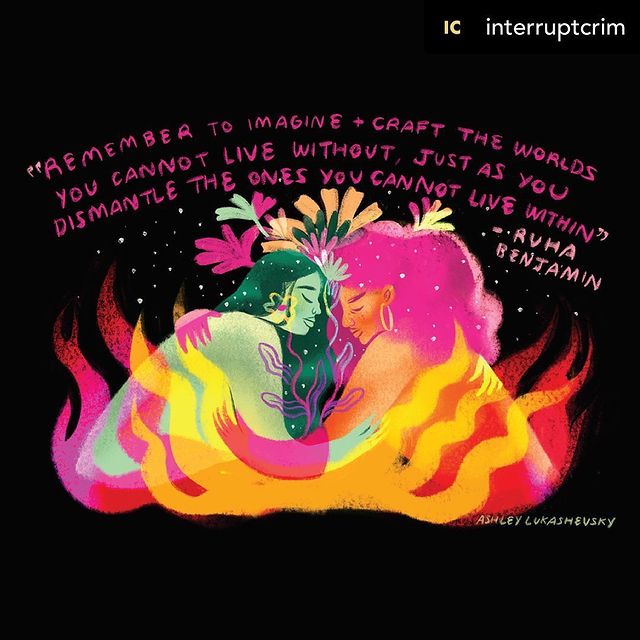 IC interruptcrim
“REMEMBER TO IMAGINE + CRAFT THE WORLDS
YOU CANNOT LIVE WITHOUT, JUST AS YOU
DISMANTLE THE ONES YOU CANNOT LIVE WITHIN”
- RUHA
BENJAMIN
ASHLEY LUKASHEVSKY